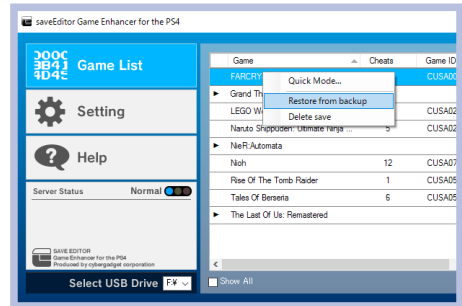 saveEditor Game Enhancer for the PS4
Game List
Game Cheats Game ID
FARCRY CUSA00
Quick Mode...
Grand Th
Restore from backup
LEGO Wo CUSA02
Delete save
Naruto Shippuden: Ultimate Ninja ... 5 CUSA02
NieR:Automata
Nioh 12 CUSA07
Rise Of The Tomb Raider 1 CUSA05
Tales Of Berseria 6 CUSA05
The Last Of Us: Remastered
Setting
Help
Server Status Normal
SAVE EDITOR
Game Enhancer for the PS4
Produced by cybergadget corporation
Select USB Drive F:¥
Show All